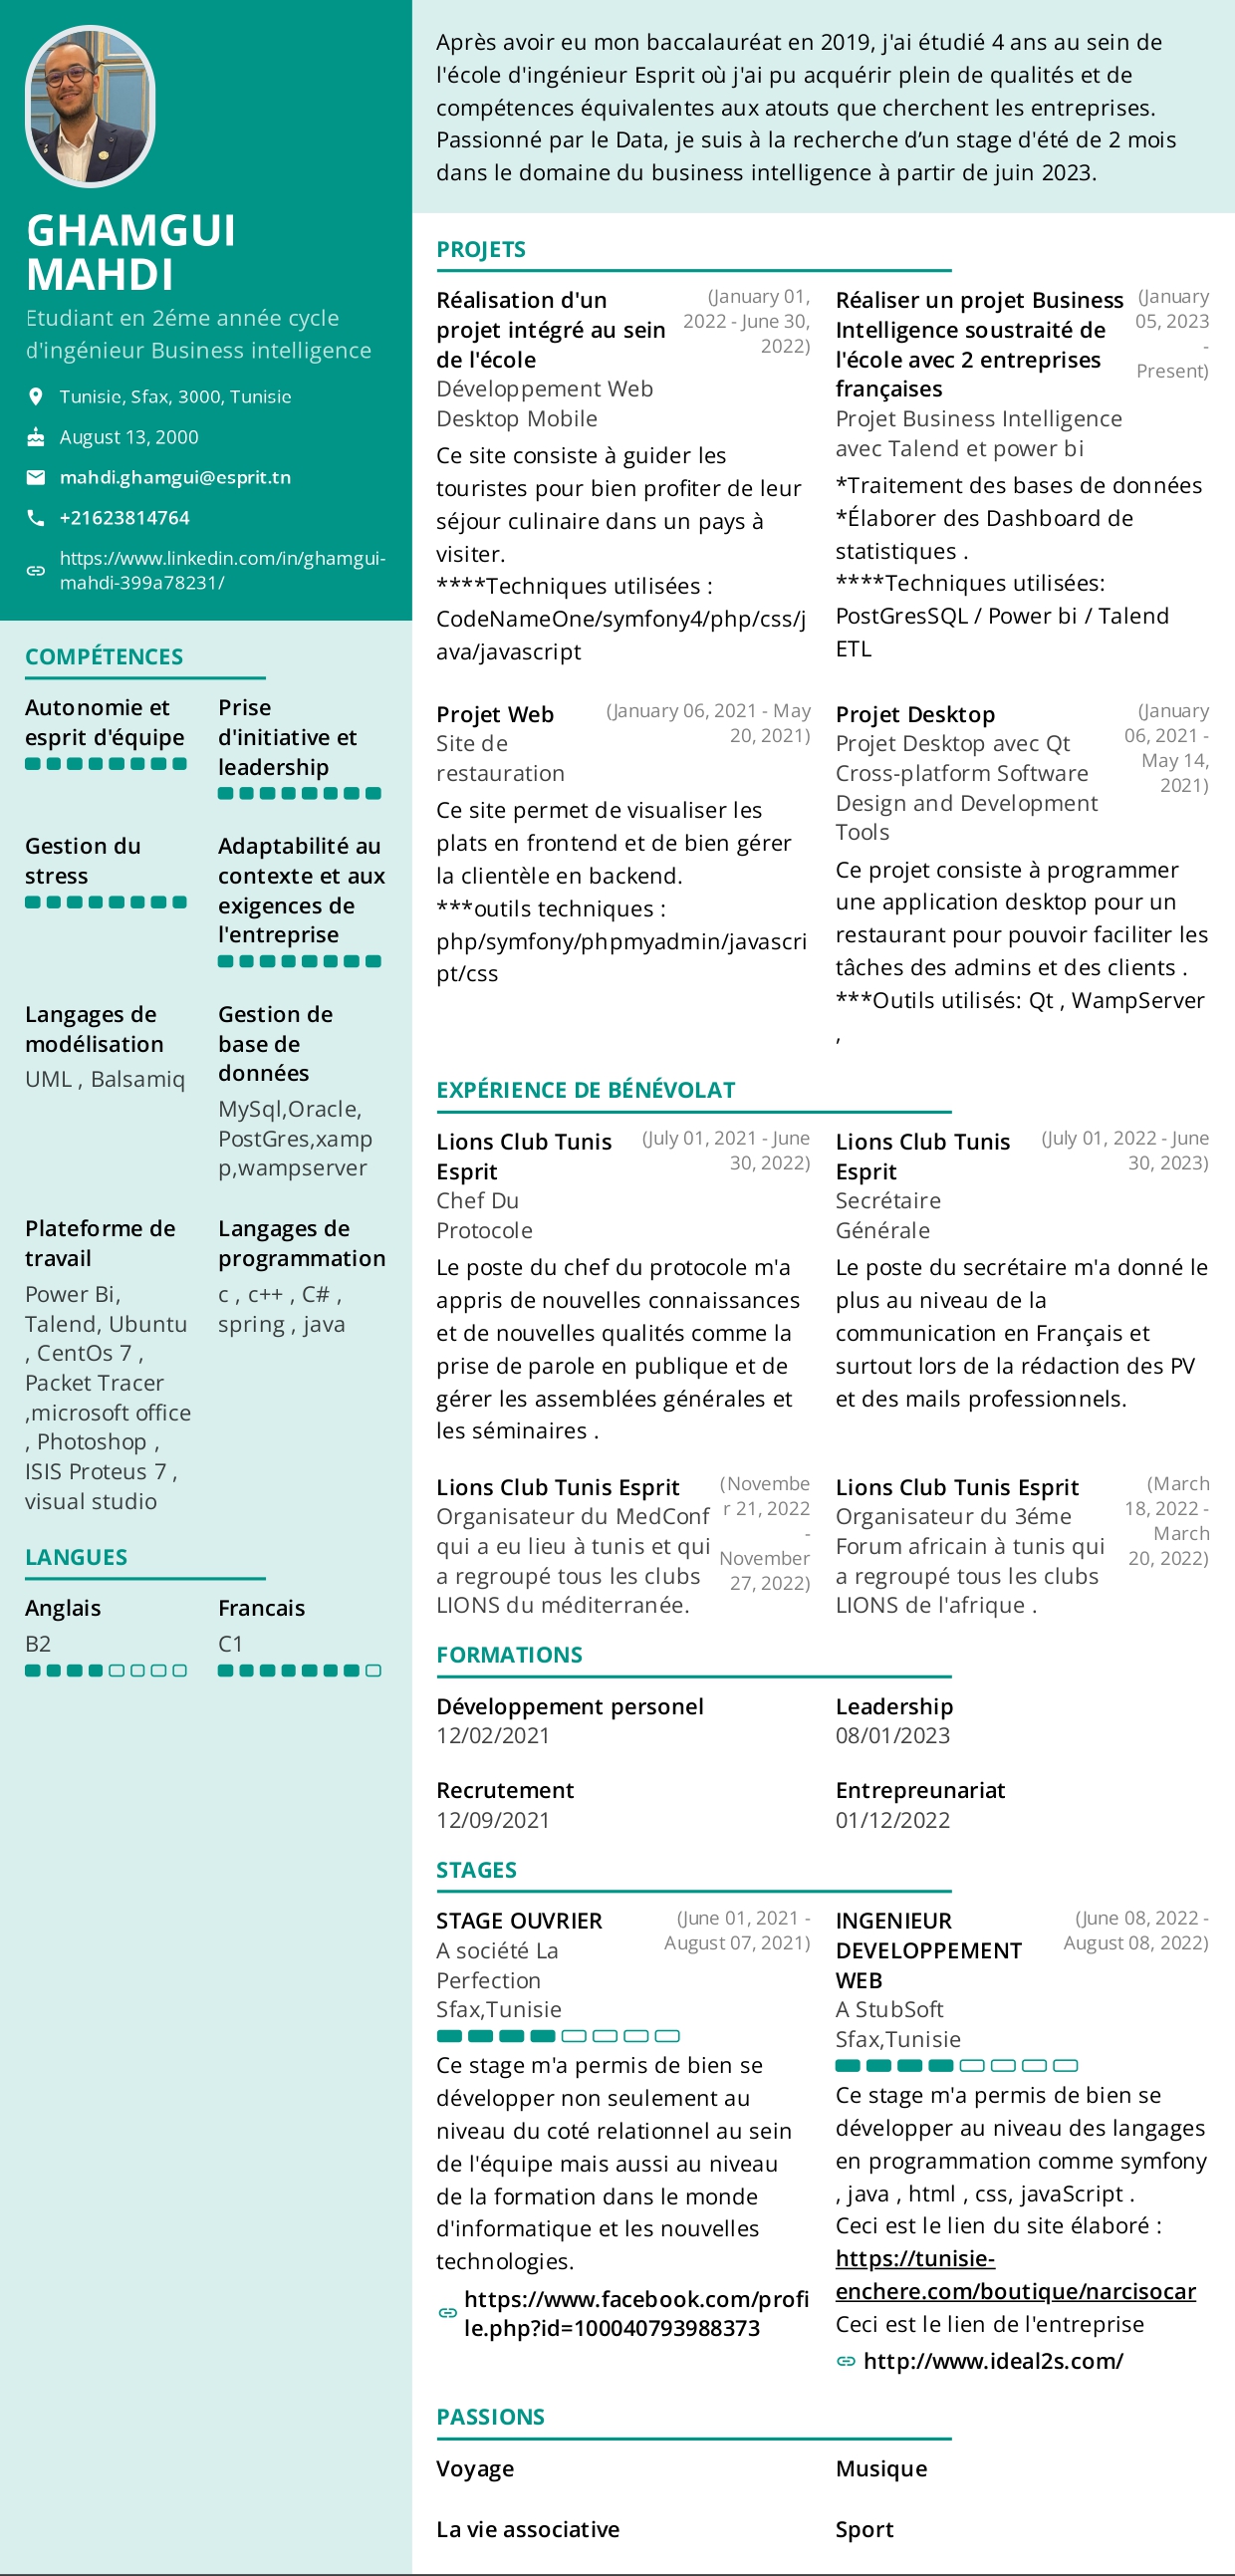 GHAMGUI
MAHDI
Etudiant en 2éme année cycle
d'ingénieur Business intelligence
Tunisie, Sfax, 3000, Tunisie
August 13, 2000
mahdi.ghamgui@esprit.tn
+21623814764
https://www.linkedin.com/in/ghamgui-
mahdi-399a78231/
COMPÉTENCES
Autonomie et
esprit d'équipe
Prise
d'initiative et
leadership
Gestion du
stress
Adaptabilité au
contexte et aux
exigences de
l'entreprise
Langages de
modélisation
UML , Balsamiq
Gestion de
base de
données
MySql,Oracle,
PostGres,xamp
p,wampserver
Plateforme de
travail
Power Bi,
Talend, Ubuntu
, CentOs 7 ,
Packet Tracer
,microsoft office
, Photoshop ,
ISIS Proteus 7 ,
visual studio
Langages de
programmation
c , c++ , C# ,
spring , java
LANGUES
Anglais
B2
Francais
C1
Après avoir eu mon baccalauréat en 2019, j'ai étudié 4 ans au sein de
l'école d'ingénieur Esprit où j'ai pu acquérir plein de qualités et de
compétences équivalentes aux atouts que cherchent les entreprises.
Passionné par le Data, je suis à la recherche d’un stage d'été de 2 mois
dans le domaine du business intelligence à partir de juin 2023.
PROJETS
Réalisation d'un
projet intégré au sein
de l'école
(January 01,
2022 - June 30,
2022)
Développement Web
Desktop Mobile
Ce site consiste à guider les
touristes pour bien profiter de leur
séjour culinaire dans un pays à
visiter.
****Techniques utilisées :
CodeNameOne/symfony4/php/css/j
ava/javascript
Réaliser un projet Business
Intelligence soustraité de
l'école avec 2 entreprises
françaises
(January
05, 2023
-
Present)
Projet Business Intelligence
avec Talend et power bi
*Traitement des bases de données
*Élaborer des Dashboard de
statistiques .
****Techniques utilisées:
PostGresSQL / Power bi / Talend
ETL
Projet Web
(January 06, 2021 - May
20, 2021)
Site de
restauration
Ce site permet de visualiser les
plats en frontend et de bien gérer
la clientèle en backend.
***outils techniques :
php/symfony/phpmyadmin/javascri
pt/css
Projet Desktop
(January
06, 2021 -
May 14,
2021)
Projet Desktop avec Qt
Cross-platform Software
Design and Development
Tools
Ce projet consiste à programmer
une application desktop pour un
restaurant pour pouvoir faciliter les
tâches des admins et des clients .
***Outils utilisés: Qt , WampServer
,
EXPÉRIENCE DE BÉNÉVOLAT
Lions Club Tunis
Esprit
(July 01, 2021 - June
30, 2022)
Chef Du
Protocole
Le poste du chef du protocole m'a
appris de nouvelles connaissances
et de nouvelles qualités comme la
prise de parole en publique et de
gérer les assemblées générales et
les séminaires .
Lions Club Tunis
Esprit
(July 01, 2022 - June
30, 2023)
Secrétaire
Générale
Le poste du secrétaire m'a donné le
plus au niveau de la
communication en Français et
surtout lors de la rédaction des PV
et des mails professionnels.
Lions Club Tunis Esprit
(Novembe
r 21, 2022
-
November
27, 2022)
Organisateur du MedConf
qui a eu lieu à tunis et qui
a regroupé tous les clubs
LIONS du méditerranée.
Lions Club Tunis Esprit
(March
18, 2022 -
March
20, 2022)
Organisateur du 3éme
Forum africain à tunis qui
a regroupé tous les clubs
LIONS de l'afrique .
FORMATIONS
Développement personel
12/02/2021
Leadership
08/01/2023
Recrutement
12/09/2021
Entrepreunariat
01/12/2022
STAGES
STAGE OUVRIER
(June 01, 2021 -
August 07, 2021)
A société La
Perfection
Sfax,Tunisie
Ce stage m'a permis de bien se
développer non seulement au
niveau du coté relationnel au sein
de l'équipe mais aussi au niveau
de la formation dans le monde
d'informatique et les nouvelles
technologies.
https://www.facebook.com/profi
le.php?id=100040793988373
INGENIEUR
DEVELOPPEMENT
WEB
(June 08, 2022 -
August 08, 2022)
A StubSoft
Sfax,Tunisie
Ce stage m'a permis de bien se
développer au niveau des langages
en programmation comme symfony
, java , html , css, javaScript .
Ceci est le lien du site élaboré :
https://tunisie-
enchere.com/boutique/narcisocar
Ceci est le lien de l'entreprise
http://www.ideal2s.com/
PASSIONS
Voyage
Musique
La vie associative
Sport